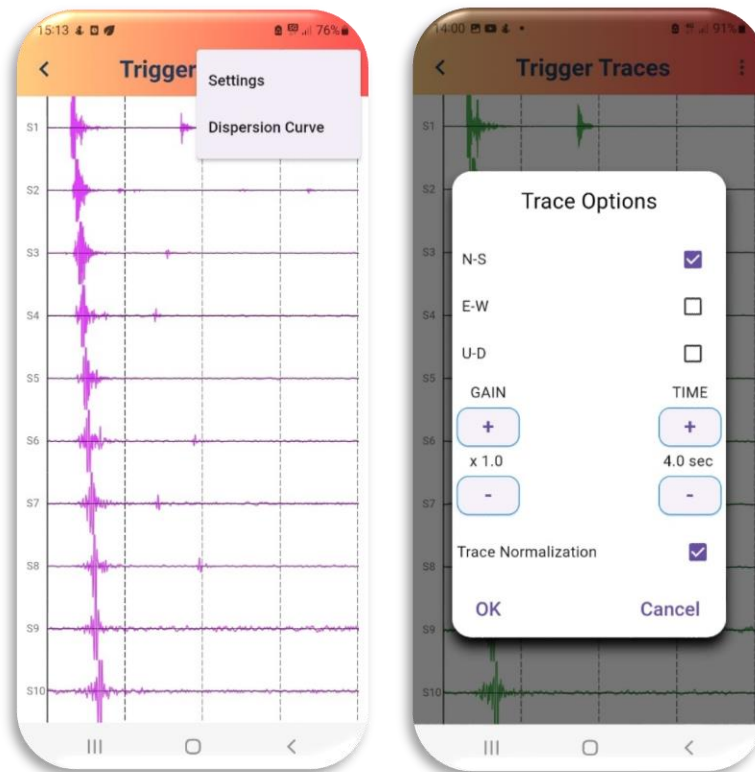 15:13 76%
Trigger
Settings
Dispersion Curve
S1
S2
S3
S4
S5
S6
S7
S8
S9
S10
14:00 91%
Trigger Traces
S1
S2
S3
S4
S5
S6
S7
S8
S9
S10
Trace Options
N-S
E-W
U-D
GAIN TIME
+ +
x 1.0 4.0 sec
- -
Trace Normalization
OK Cancel